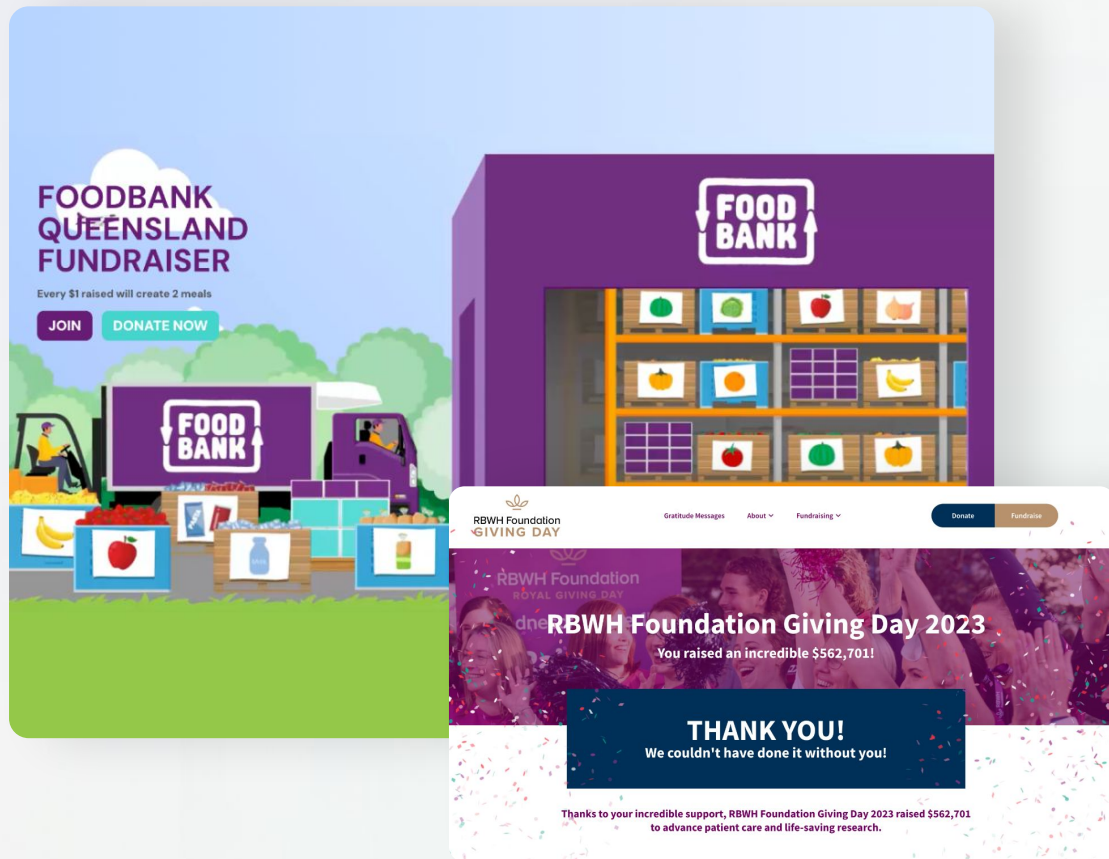 FOODBANK
QUEENSLAND
FUNDRAISER
Every $1 raised will create 2 meals
JOIN
DONATE NOW
FOOD
BANK
FOOD
BANK
PASTA
RBWH Foundation
GIVING DAY
Gratitude Messages
About
Fundraising
Donate
Fundraise
RBWH Foundation
ROYAL GIVING DAY
RBWH Foundation Giving Day 2023
You raised an incredible $562,701!
THANK YOU!
We couldn't have done it without you!
Thanks to your incredible support, RBWH Foundation Giving Day 2023 raised $562,701
to advance patient care and life-saving research.